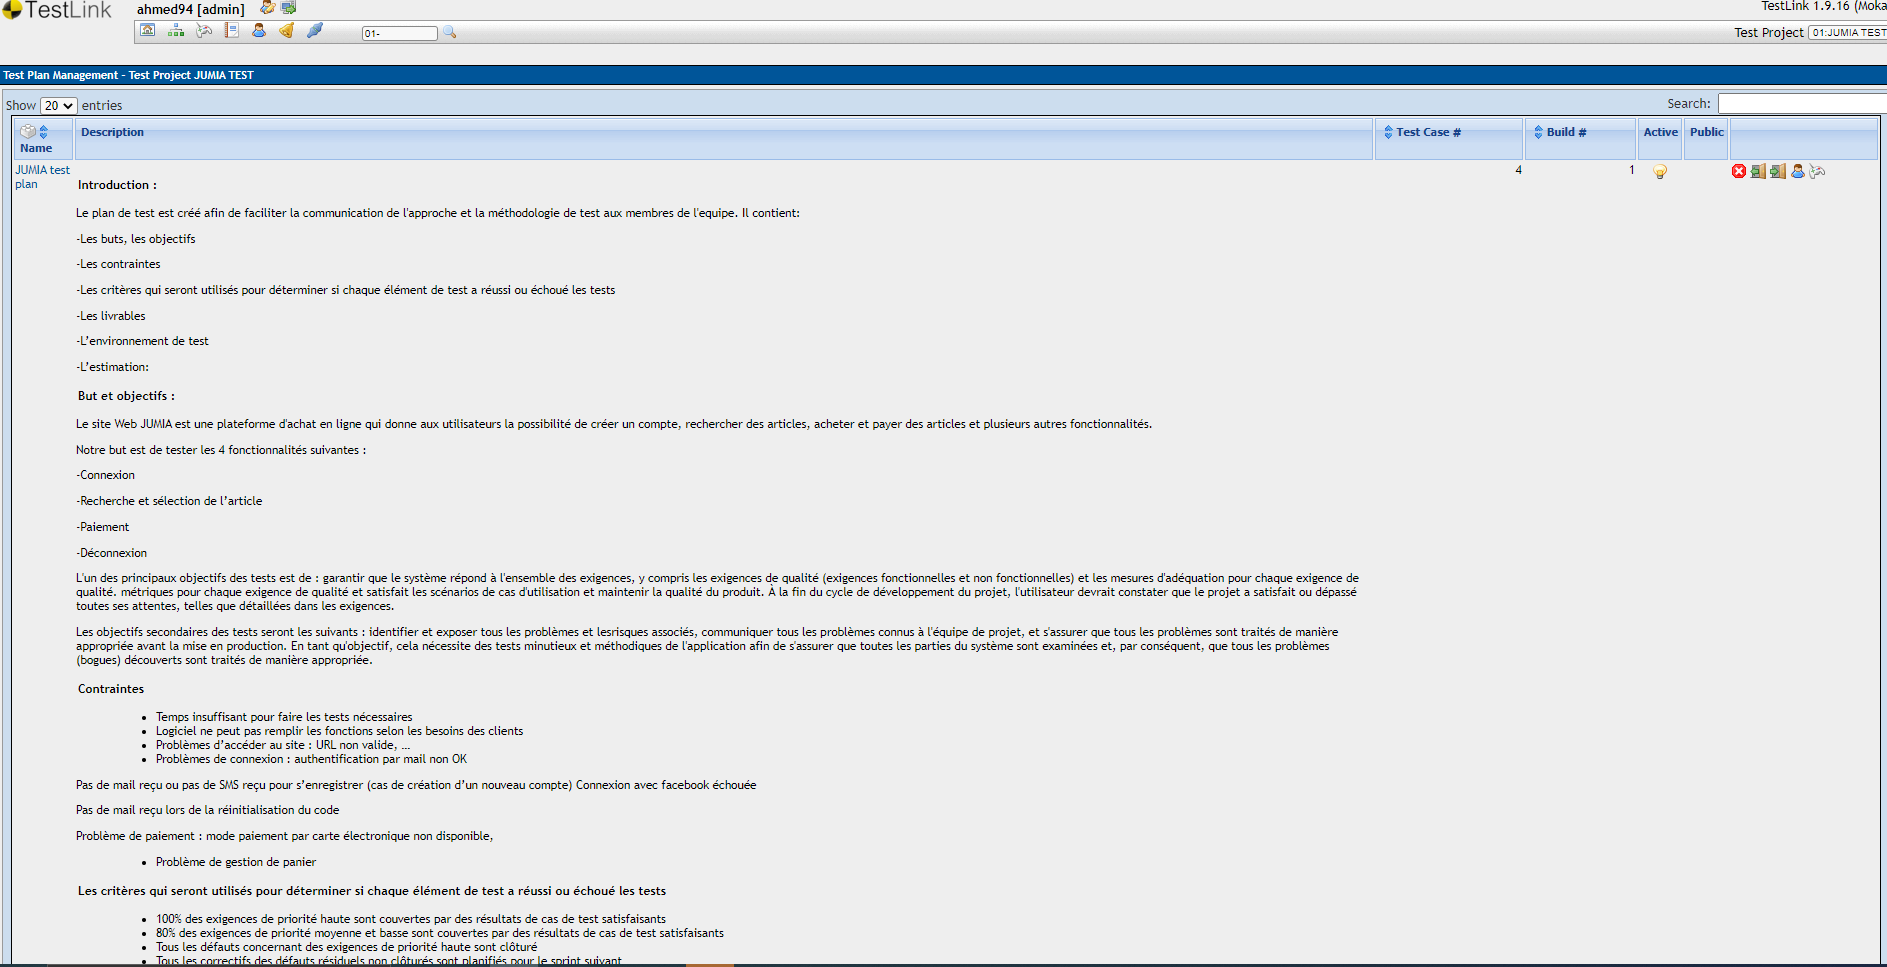 TestLink
ahmed94 [admin]
TestLink 1.9.16 (Moka
01-
Test Project 01:JUMIA TEST
Test Plan Management - Test Project JUMIA TEST
Show 20 entries
Search:
Name
Description
Test Case #
Build #
Active
Public
JUMIA test
plan
4
1
Introduction :
Le plan de test est créé afin de faciliter la communication de l'approche et la méthodologie de test aux membres de l'equipe. Il contient:
-Les buts, les objectifs
-Les contraintes
-Les critères qui seront utilisés pour déterminer si chaque élément de test a réussi ou échoué les tests
-Les livrables
-L’environnement de test
-L’estimation:
But et objectifs :
Le site Web JUMIA est une plateforme d'achat en ligne qui donne aux utilisateurs la possibilité de créer un compte, rechercher des articles, acheter et payer des articles et plusieurs autres fonctionnalités.
Notre but est de tester les 4 fonctionnalités suivantes :
-Connexion
-Recherche et sélection de l’article
-Paiement
-Déconnexion
L'un des principaux objectifs des tests est de : garantir que le système répond à l'ensemble des exigences, y compris les exigences de qualité (exigences fonctionnelles et non fonctionnelles) et les mesures d'adéquation pour chaque exigence de
qualité. métriques pour chaque exigence de qualité et satisfait les scénarios de cas d'utilisation et maintenir la qualité du produit. À la fin du cycle de développement du projet, l'utilisateur devrait constater que le projet a satisfait ou dépassé
toutes ses attentes, telles que détaillées dans les exigences.
Les objectifs secondaires des tests seront les suivants : identifier et exposer tous les problèmes et lesrisques associés, communiquer tous les problèmes connus à l'équipe de projet, et s'assurer que tous les problèmes sont traités de manière
appropriée avant la mise en production. En tant qu'objectif, cela nécessite des tests minutieux et méthodiques de l'application afin de s'assurer que toutes les parties du système sont examinées et, par conséquent, que tous les problèmes
(bogues) découverts sont traités de manière appropriée.
Contraintes
• Temps insuffisant pour faire les tests nécessaires
• Logiciel ne peut pas remplir les fonctions selon les besoins des clients
• Problèmes d’accéder au site : URL non valide, …
• Problèmes de connexion : authentification par mail non OK
Pas de mail reçu ou pas de SMS reçu pour s’enregistrer (cas de création d’un nouveau compte) Connexion avec facebook échouée
Pas de mail reçu lors de la réinitialisation du code
Problème de paiement : mode paiement par carte électronique non disponible,
• Problème de gestion de panier
Les critères qui seront utilisés pour déterminer si chaque élément de test a réussi ou échoué les tests
• 100% des exigences de priorité haute sont couvertes par des résultats de cas de test satisfaisants
• 80% des exigences de priorité moyenne et basse sont couvertes par des résultats de cas de test satisfaisants
• Tous les défauts concernant des exigences de priorité haute sont clôturé
• Tous les correctifs des défauts résiduels non clôturés sont planifiés pour le sprint suivant